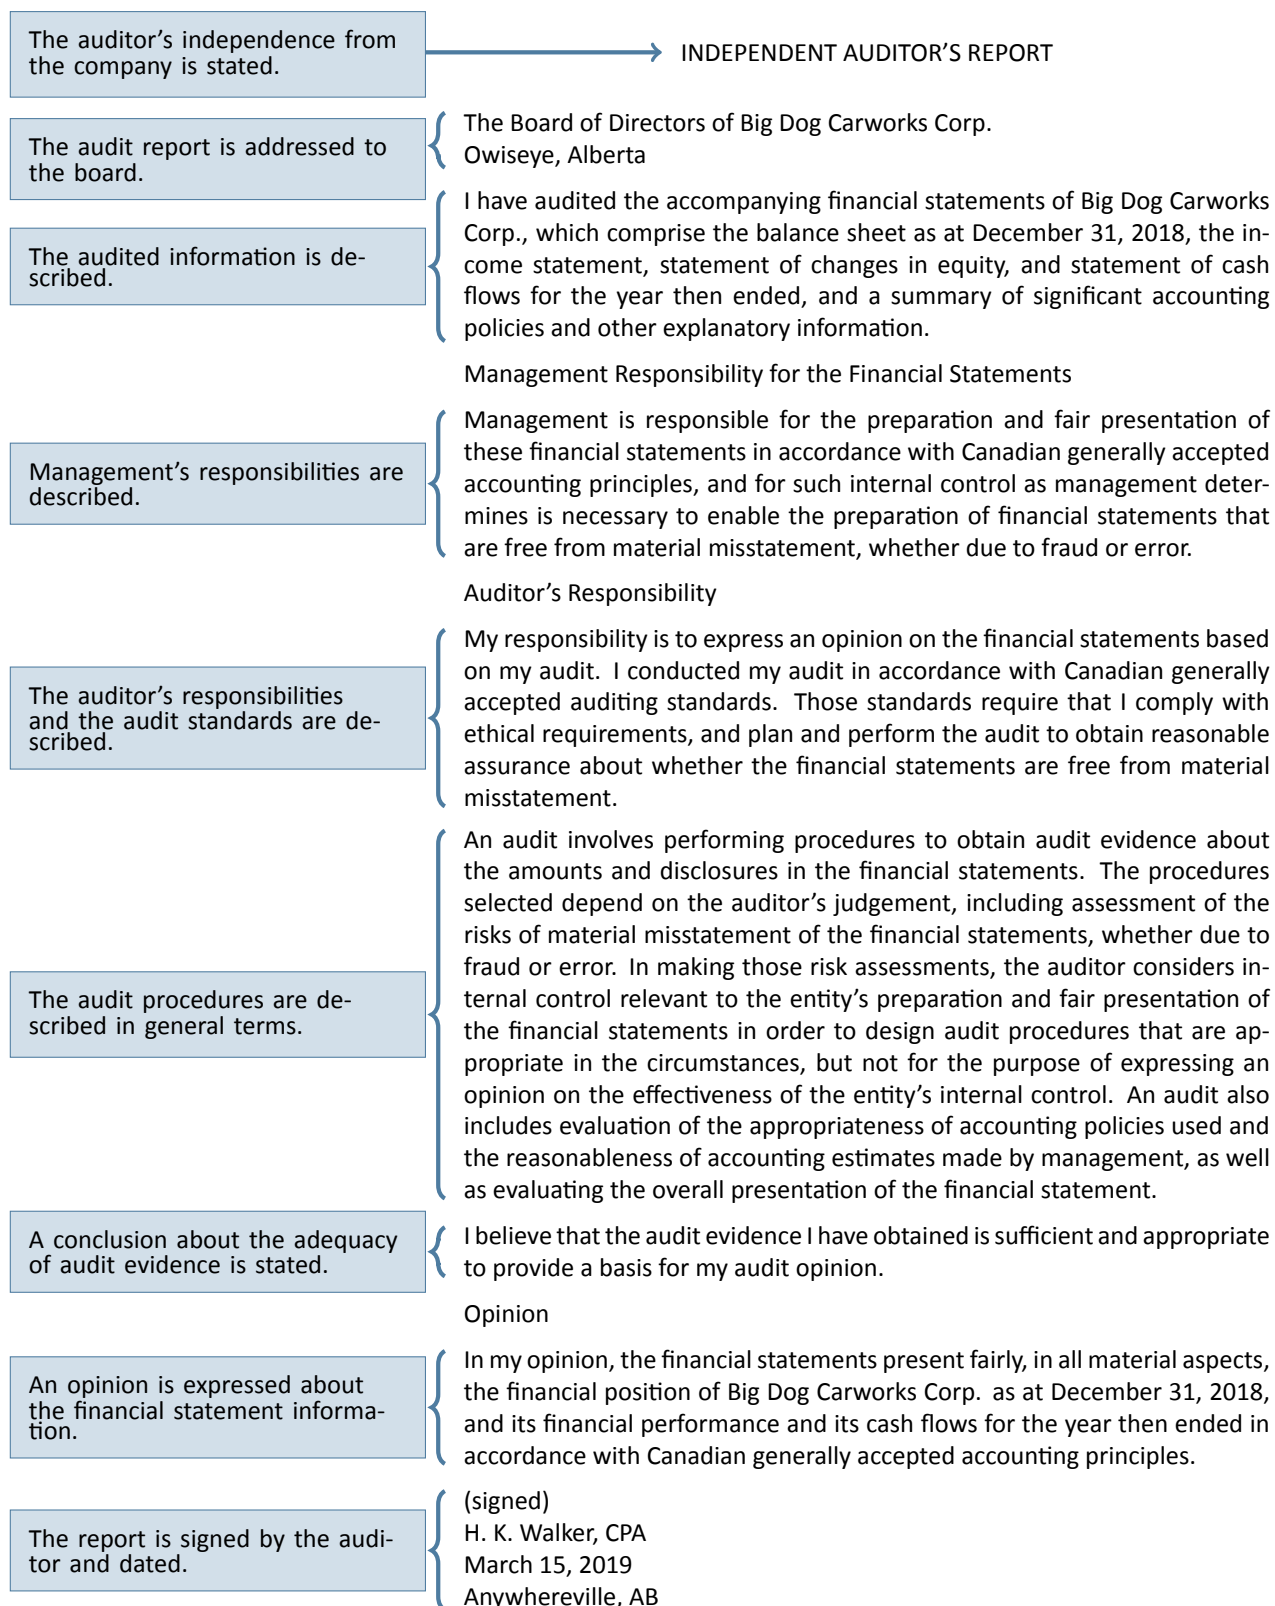 The auditor’s independence from
the company is stated.
INDEPENDENT AUDITOR’S REPORT
The audit report is addressed to
the board.
The Board of Directors of Big Dog Carworks Corp.
Owiseye, Alberta
The audited information is de-
scribed.
I have audited the accompanying financial statements of Big Dog Carworks
Corp., which comprise the balance sheet as at December 31, 2018, the in-
come statement, statement of changes in equity, and statement of cash
flows for the year then ended, and a summary of significant accounting
policies and other explanatory information.
Management Responsibility for the Financial Statements
Management’s responsibilities are
described.
Management is responsible for the preparation and fair presentation of
these financial statements in accordance with Canadian generally accepted
accounting principles, and for such internal control as management deter-
mines is necessary to enable the preparation of financial statements that
are free from material misstatement, whether due to fraud or error.
Auditor’s Responsibility
The auditor’s responsibilities
and the audit standards are de-
scribed.
My responsibility is to express an opinion on the financial statements based
on my audit. I conducted my audit in accordance with Canadian generally
accepted auditing standards. Those standards require that I comply with
ethical requirements, and plan and perform the audit to obtain reasonable
assurance about whether the financial statements are free from material
misstatement.
The audit procedures are de-
scribed in general terms.
An audit involves performing procedures to obtain audit evidence about
the amounts and disclosures in the financial statements. The procedures
selected depend on the auditor’s judgement, including assessment of the
risks of material misstatement of the financial statements, whether due to
fraud or error. In making those risk assessments, the auditor considers in-
ternal control relevant to the entity’s preparation and fair presentation of
the financial statements in order to design audit procedures that are ap-
propriate in the circumstances, but not for the purpose of expressing an
opinion on the effectiveness of the entity’s internal control. An audit also
includes evaluation of the appropriateness of accounting policies used and
the reasonableness of accounting estimates made by management, as well
as evaluating the overall presentation of the financial statement.
A conclusion about the adequacy
of audit evidence is stated.
I believe that the audit evidence I have obtained is sufficient and appropriate
to provide a basis for my audit opinion.
Opinion
An opinion is expressed about
the financial statement informa-
tion.
In my opinion, the financial statements present fairly, in all material aspects,
the financial position of Big Dog Carworks Corp. as at December 31, 2018,
and its financial performance and its cash flows for the year then ended in
accordance with Canadian generally accepted accounting principles.
The report is signed by the audi-
tor and dated.
(signed)
H. K. Walker, CPA
March 15, 2019
Anywhereville, AB